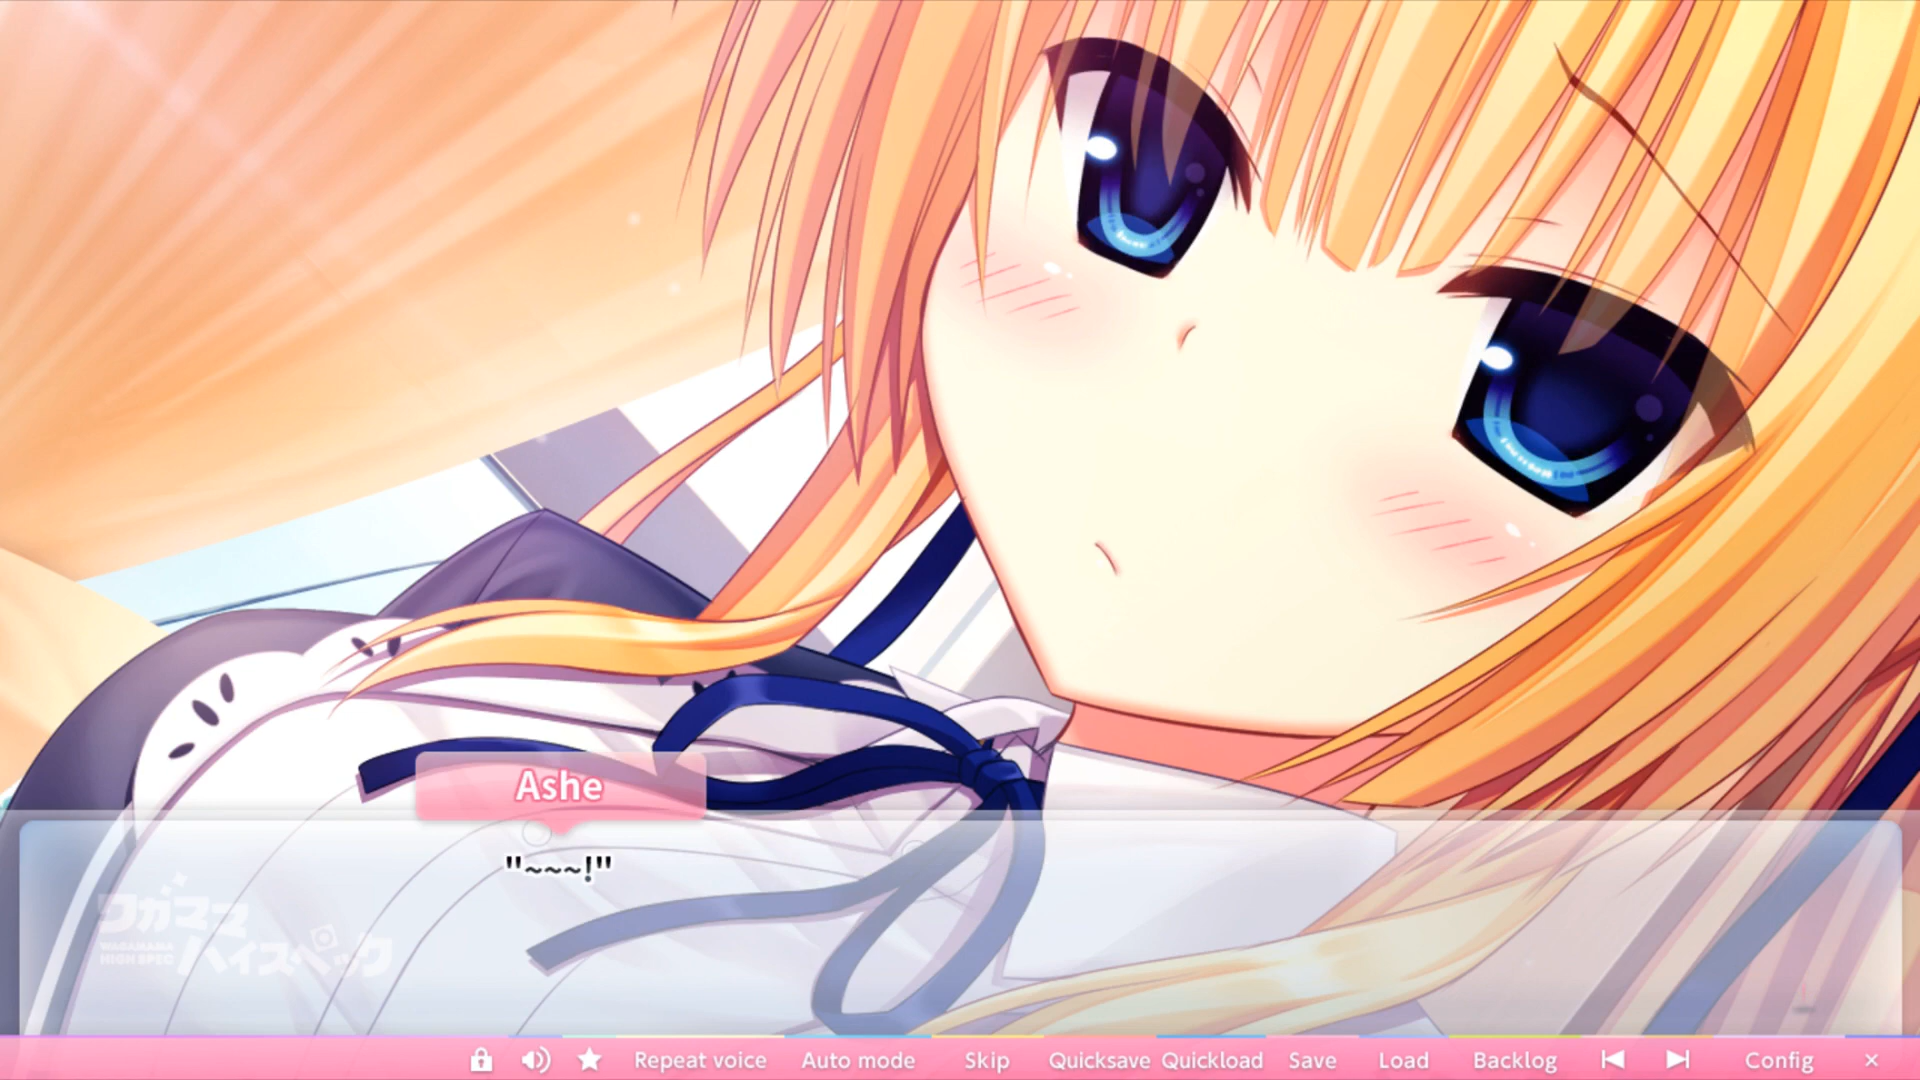 Ashe
"~~~!"
ワガママ
WAGAMAMA
HIGH SPEC
ハイスペック
Repeat voice
Auto mode
Skip
Quicksave
Quickload
Save
Load
Backlog
Config